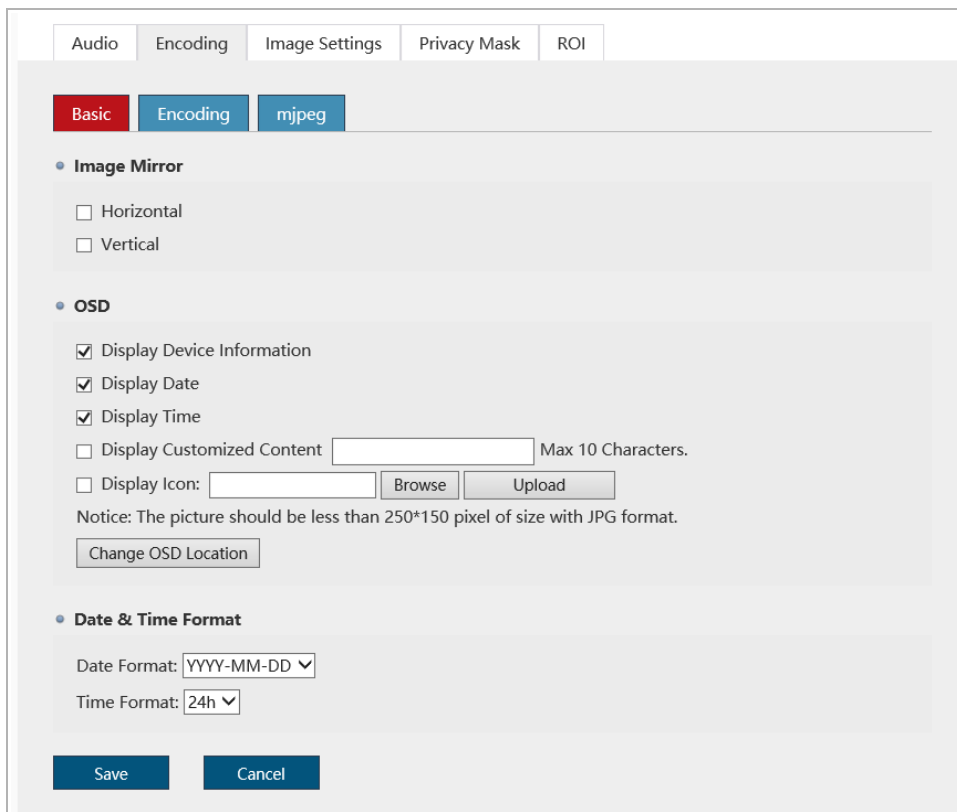 Audio Encoding Image Settings Privacy Mask ROI
Basic Encoding mjpeg
Image Mirror
Horizontal
Vertical
OSD
Display Device Information
Display Date
Display Time
Display Customized Content Max 10 Characters.
Display Icon: Browse Upload
Notice: The picture should be less than 250*150 pixel of size with JPG format.
Change OSD Location
Date & Time Format
Date Format: YYYY-MM-DD
Time Format: 24h
Save Cancel